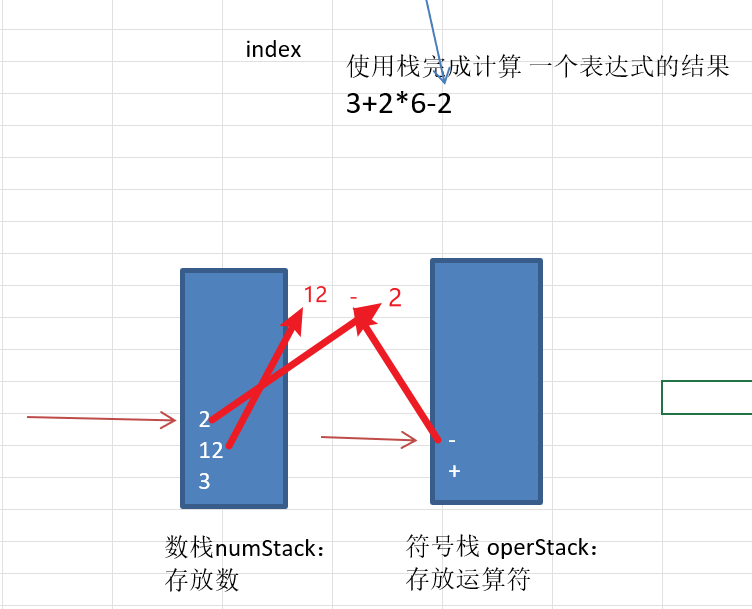 index
使用栈完成计算 一个表达式的结果
3+2*6-2
12 - 2
2
12
3
-
+
数栈numStack：
存放数
符号栈 operStack：
存放运算符